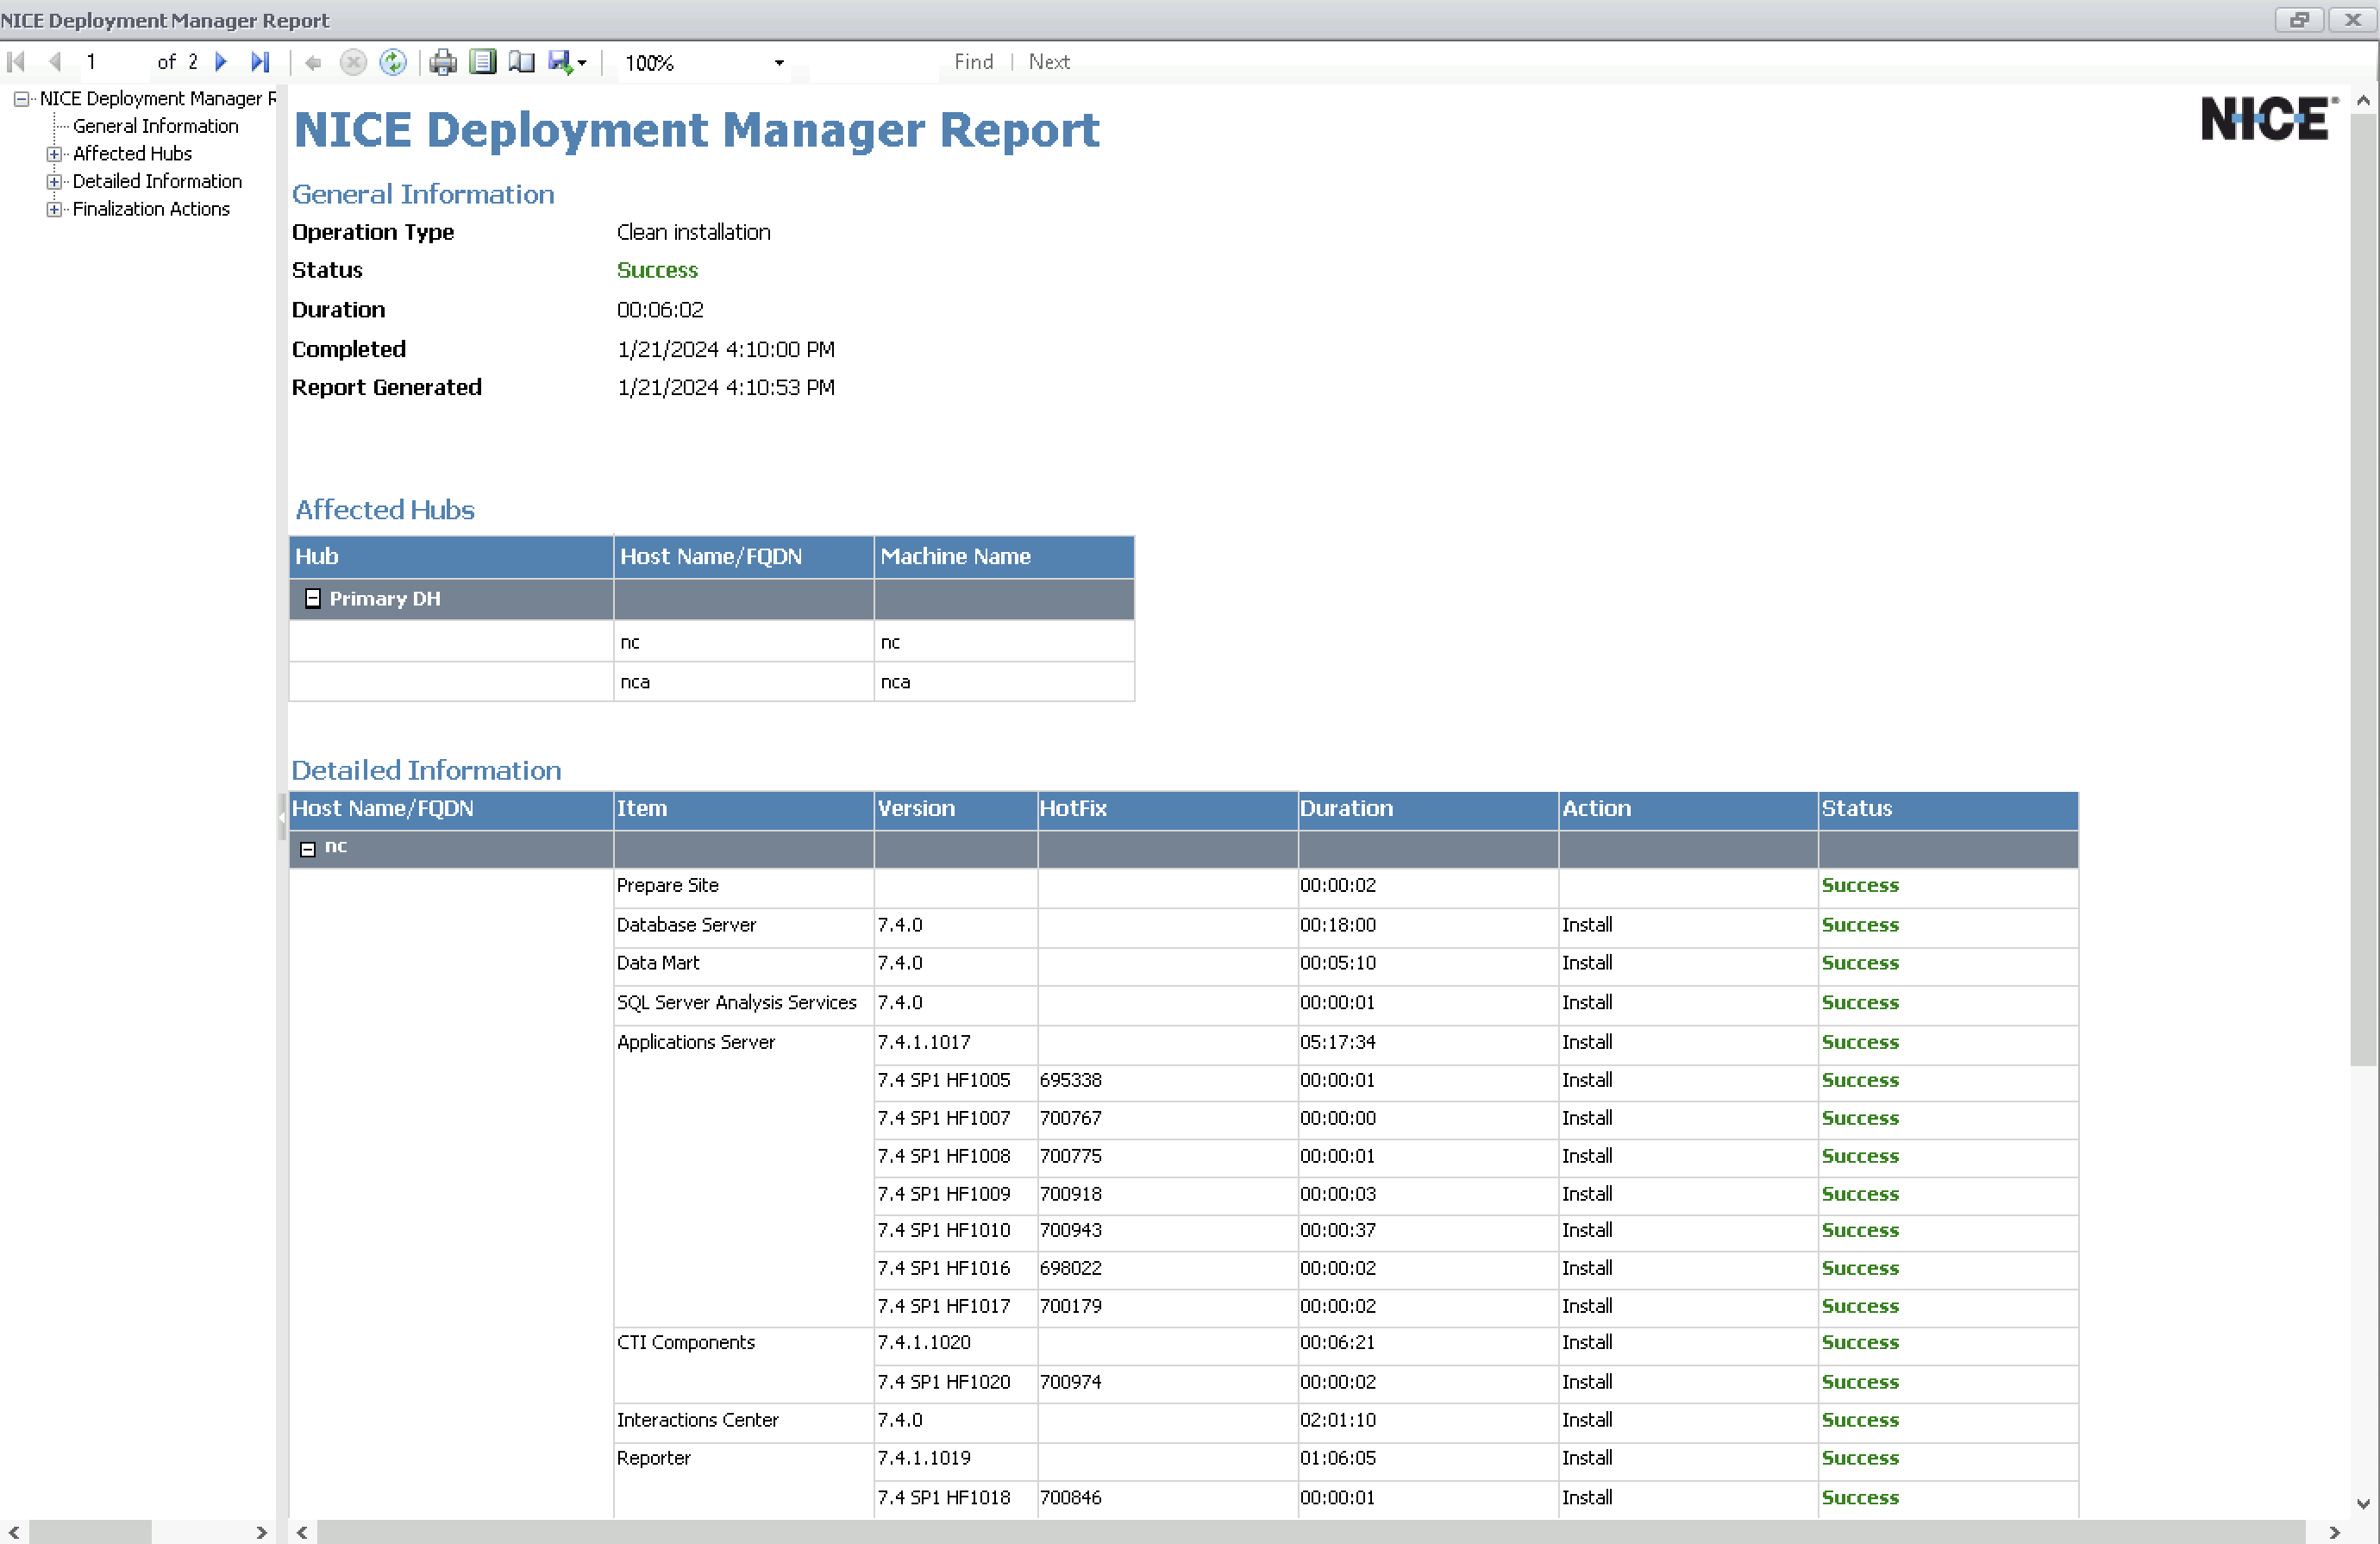 NICE Deployment Manager Report
1 of 2 100% Find | Next
NICE Deployment Manager R
General Information
Affected Hubs
Detailed Information
Finalization Actions
NICE Deployment Manager Report
NICE®
General Information
Operation Type Clean installation
Status Success
Duration 00:06:02
Completed 1/21/2024 4:10:00 PM
Report Generated 1/21/2024 4:10:53 PM
Affected Hubs
Hub Host Name/FQDN Machine Name
Primary DH
nc nc
nca nca
Detailed Information
Host Name/FQDN Item Version HotFix Duration Action Status
nc
Prepare Site 00:00:02 Success
Database Server 7.4.0 00:18:00 Install Success
Data Mart 7.4.0 00:05:10 Install Success
SQL Server Analysis Services 7.4.0 00:00:01 Install Success
Applications Server 7.4.1.1017 05:17:34 Install Success
7.4 SP1 HF1005 695338 00:00:01 Install Success
7.4 SP1 HF1007 700767 00:00:00 Install Success
7.4 SP1 HF1008 700775 00:00:01 Install Success
7.4 SP1 HF1009 700918 00:00:03 Install Success
7.4 SP1 HF1010 700943 00:00:37 Install Success
7.4 SP1 HF1016 698022 00:00:02 Install Success
7.4 SP1 HF1017 700179 00:00:02 Install Success
CTI Components 7.4.1.1020 00:06:21 Install Success
7.4 SP1 HF1020 700974 00:00:02 Install Success
Interactions Center 7.4.0 02:01:10 Install Success
Reporter 7.4.1.1019 01:06:05 Install Success
7.4 SP1 HF1018 700846 00:00:01 Install Success